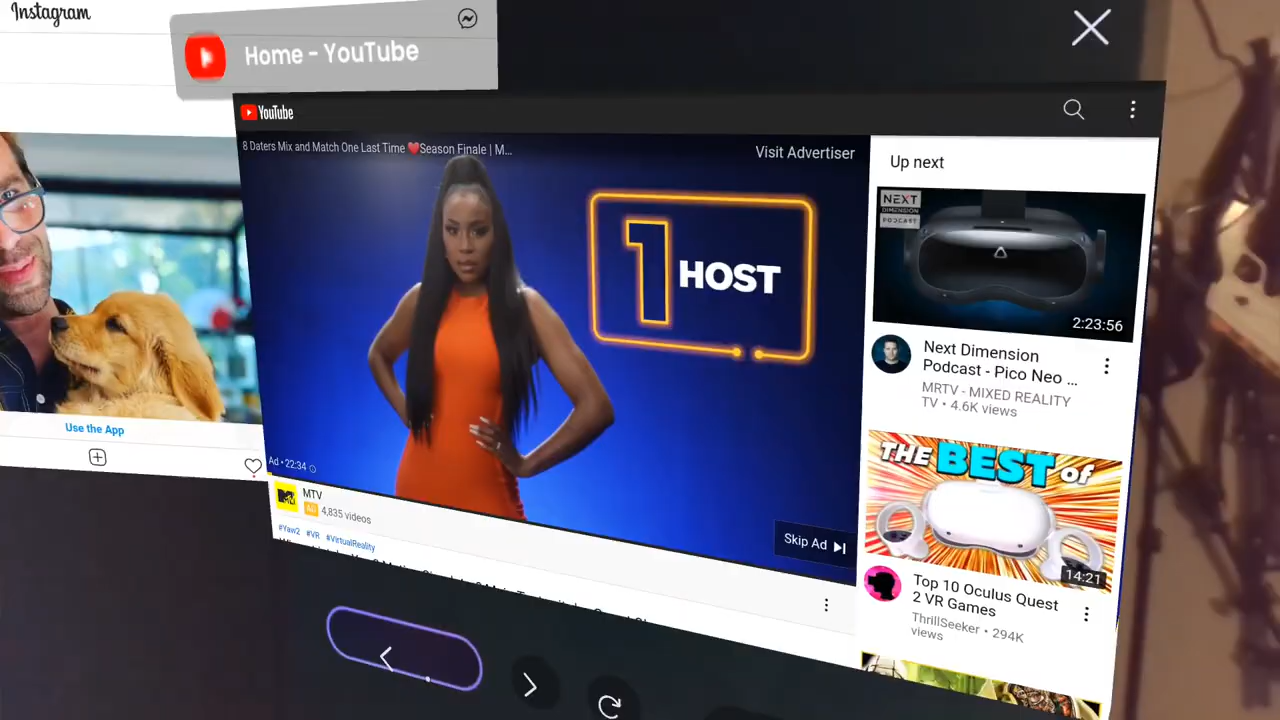 Instagram
Home - YouTube
YouTube
8 Daters Mix and Match One Last Time ❤️Season Finale | M...
Visit Advertiser
1 HOST
Ad • 22:34
Skip Ad
MTV
Ad 4,835 videos
#Yaw2 #VR #VirtualReality
Use the App
Up next
NEXT
DIMENSION
PODCAST
2:23:56
Next Dimension
Podcast - Pico Neo ...
MRTV - MIXED REALITY
TV • 4.6K views
THE BEST of
14:21
Top 10 Oculus Quest
2 VR Games
ThrillSeeker • 294K
views